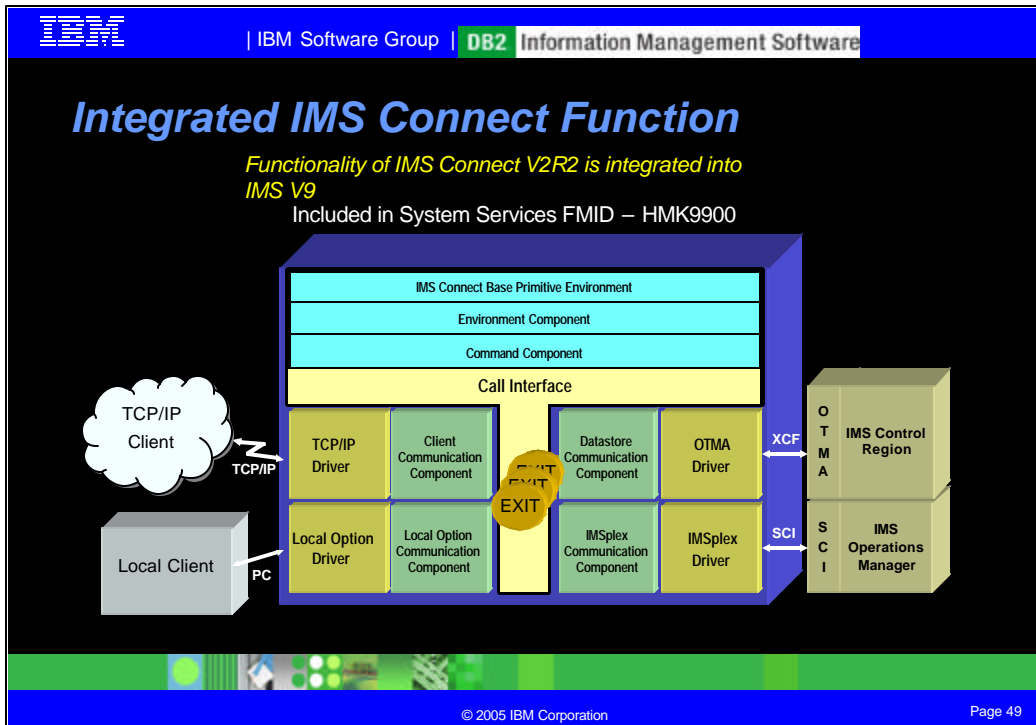 IBM
| IBM Software Group | DB2 Information Management Software
Integrated IMS Connect Function
Functionality of IMS Connect V2R2 is integrated into
IMS V9
Included in System Services FMID – HMK9900
IMS Connect Base Primitive Environment
Environment Component
Command Component
Call Interface
TCP/IP
Client
TCP/IP
TCP/IP
Driver
Client
Communication
Component
EXIT
EXIT
EXIT
Datastore
Communication
Component
OTMA
Driver
XCF
O
T
M
A
IMS Control
Region
Local Client
PC
Local Option
Driver
Local Option
Communication
Component
IMSplex
Communication
Component
IMSplex
Driver
SCI
S
C
I
IMS
Operations
Manager
© 2005 IBM Corporation
Page 49